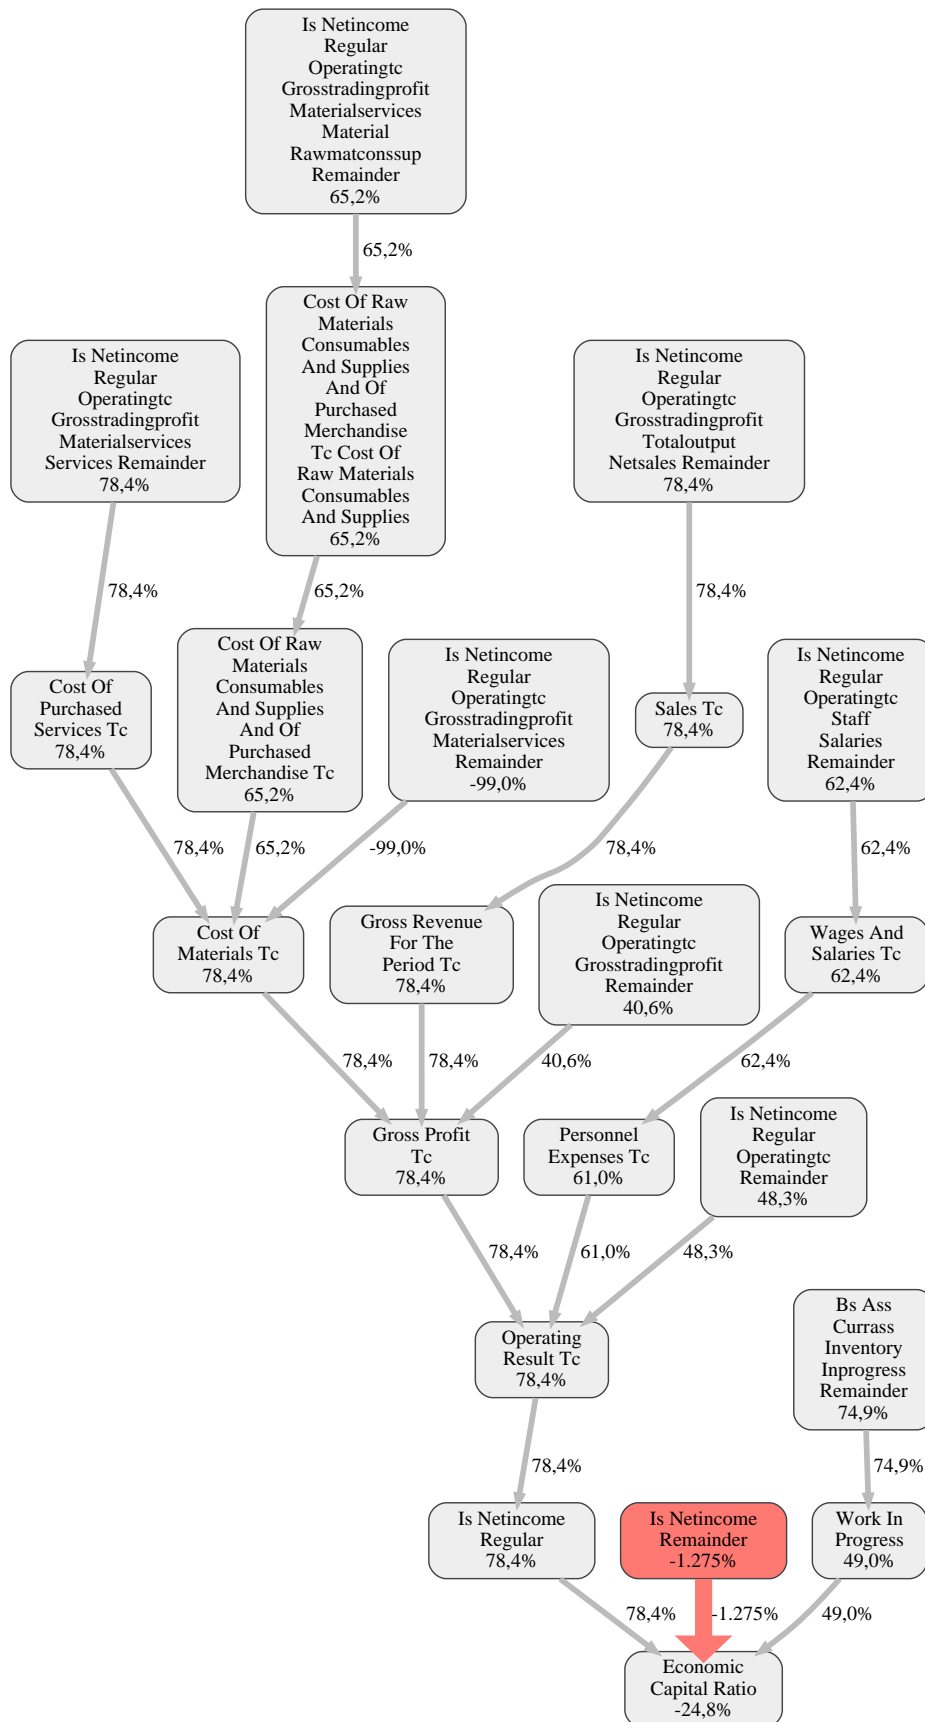 Is Netincome
Regular
Operatingtc
Grosstradingprofit
Materialservices
Material
Rawmatconssup
Remainder
65,2%
65,2%
Cost Of Raw
Materials
Consumables
And Supplies
And Of
Purchased
Merchandise
Tc Cost Of
Raw Materials
Consumables
And Supplies
65,2%
Is Netincome
Regular
Operatingtc
Grosstradingprofit
Materialservices
Services Remainder
78,4%
Is Netincome
Regular
Operatingtc
Grosstradingprofit
Totaloutput
Netsales Remainder
78,4%
78,4%
65,2%
78,4%
Cost Of
Purchased
Services Tc
78,4%
Cost Of Raw
Materials
Consumables
And Supplies
And Of
Purchased
Merchandise Tc
65,2%
Is Netincome
Regular
Operatingtc
Grosstradingprofit
Materialservices
Remainder
-99,0%
Sales Tc
78,4%
Is Netincome
Regular
Operatingtc
Staff
Salaries
Remainder
62,4%
78,4%
65,2%
-99,0%
78,4%
62,4%
Cost Of
Materials Tc
78,4%
Gross Revenue
For The
Period Tc
78,4%
Is Netincome
Regular
Operatingtc
Grosstradingprofit
Remainder
40,6%
Wages And
Salaries Tc
62,4%
78,4%
78,4%
40,6%
62,4%
Gross Profit
Tc
78,4%
Personnel
Expenses Tc
61,0%
Is Netincome
Regular
Operatingtc
Remainder
48,3%
78,4%
61,0%
48,3%
Operating
Result Tc
78,4%
Bs Ass
Currass
Inventory
Inprogress
Remainder
74,9%
78,4%
74,9%
Is Netincome
Regular
78,4%
Is Netincome
Remainder
-1.275%
Work In
Progress
49,0%
78,4%
-1.275%
49,0%
Economic
Capital Ratio
-24,8%